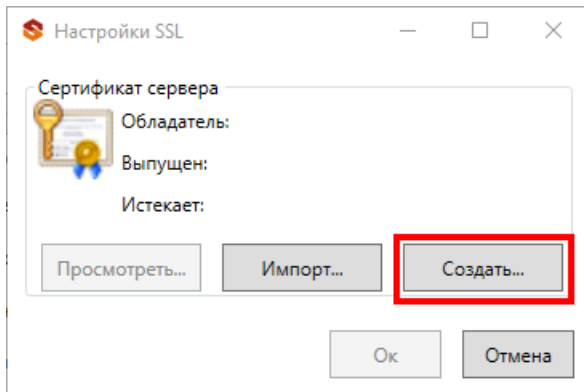 Настройки SSL
Сертификат сервера
Обладатель:
Выпущен:
Истекает:
Просмотреть... Импорт... Создать...
Ок Отмена